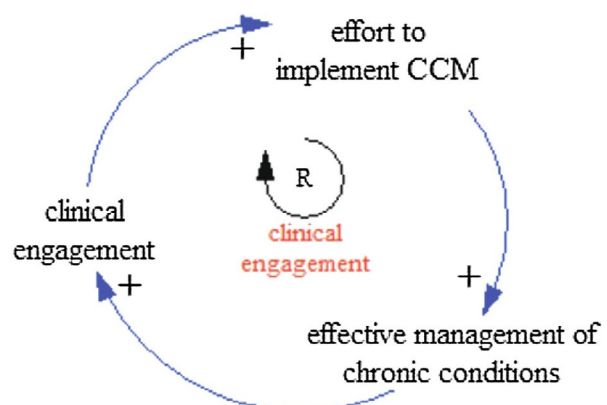 effort to
implement CCM
+
R
clinical
engagement
clinical
engagement
+
+
effective management of
chronic conditions